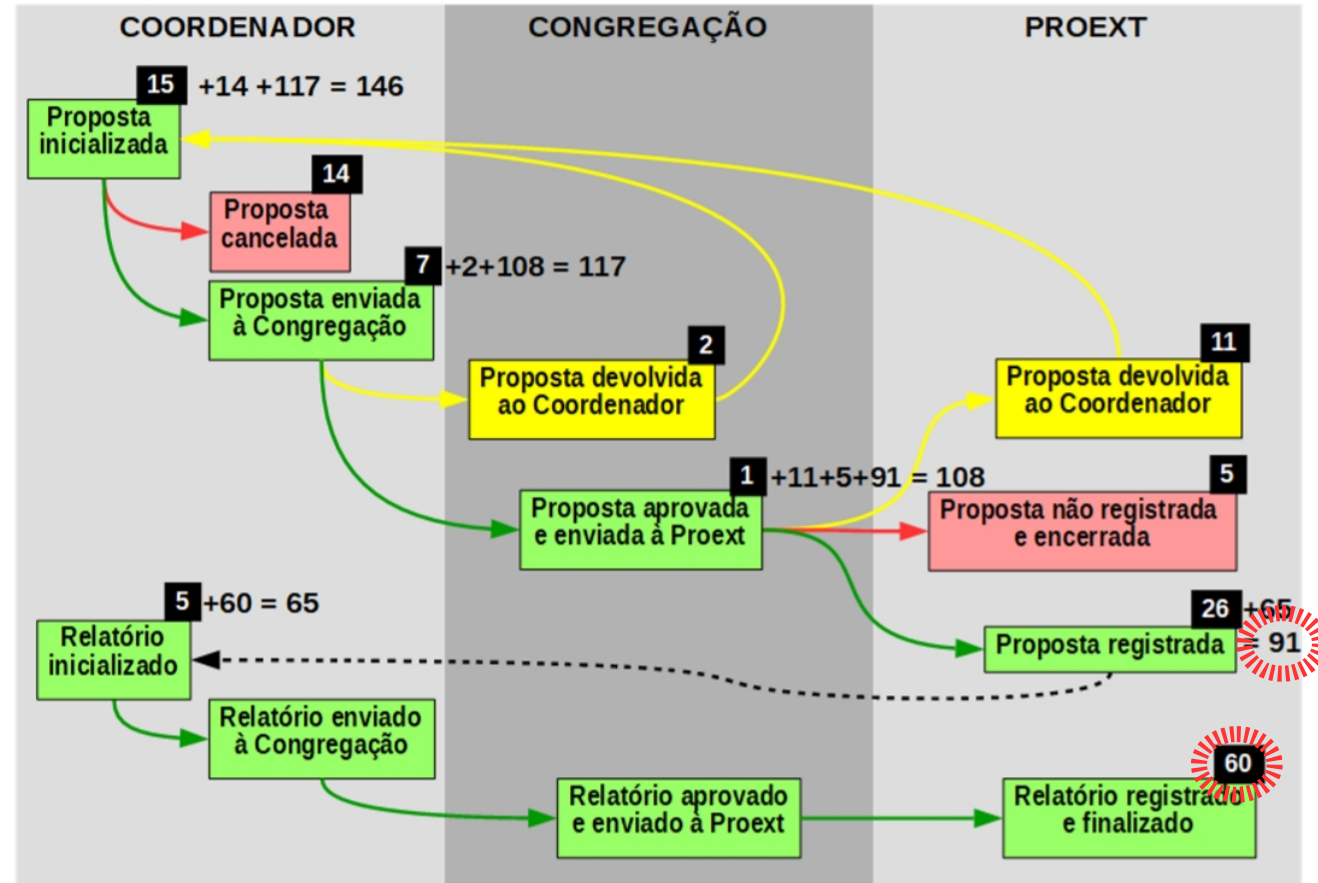 COORDENADOR
CONGREGAÇÃO
PROEXT
15 +14 +117 = 146
Proposta
inicializada
14
Proposta
cancelada
7 +2+108 = 117
Proposta enviada
à Congregação
2
Proposta devolvida
ao Coordenador
11
Proposta devolvida
ao Coordenador
1 +11+5+91 = 108
Proposta aprovada
e enviada à Proext
5
Proposta não registrada
e encerrada
26 +65
= 91
Proposta registrada
5 +60 = 65
Relatório
inicializado
Relatório enviado
à Congregação
Relatório aprovado
e enviado à Proext
60
Relatório registrado
e finalizado